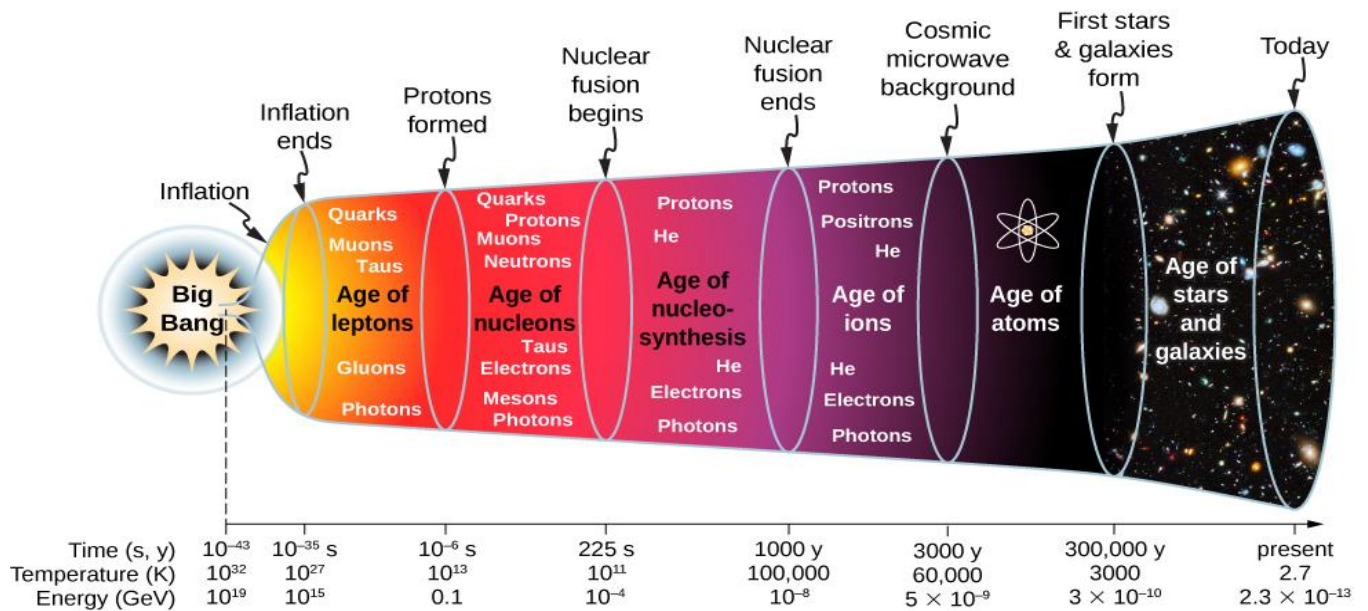 Inflation
Inflation
ends
Protons
formed
Nuclear
fusion
begins
Nuclear
fusion
ends
Cosmic
microwave
background
First stars
& galaxies
form
Today
Big
Bang
Quarks
Muons
Taus
Age of
leptons
Gluons
Photons
Quarks
Protons
Muons
Neutrons
Age of
nucleons
Taus
Electrons
Mesons
Photons
Protons
He
Age of
nucleo-
synthesis
He
Electrons
Photons
Protons
Positrons
He
Age of
ions
He
Electrons
Photons
Age of
atoms
Age of
stars
and
galaxies
Time (s, y) 10⁻⁴³ 10⁻³⁵ s 10⁻⁶ s 225 s 1000 y 3000 y 300,000 y present
Temperature (K) 10³² 10²⁷ 10¹³ 10¹¹ 100,000 60,000 3000 2.7
Energy (GeV) 10¹⁹ 10¹⁵ 0.1 10⁻⁴ 10⁻⁸ 5 × 10⁻⁹ 3 × 10⁻¹⁰ 2.3 × 10⁻¹³